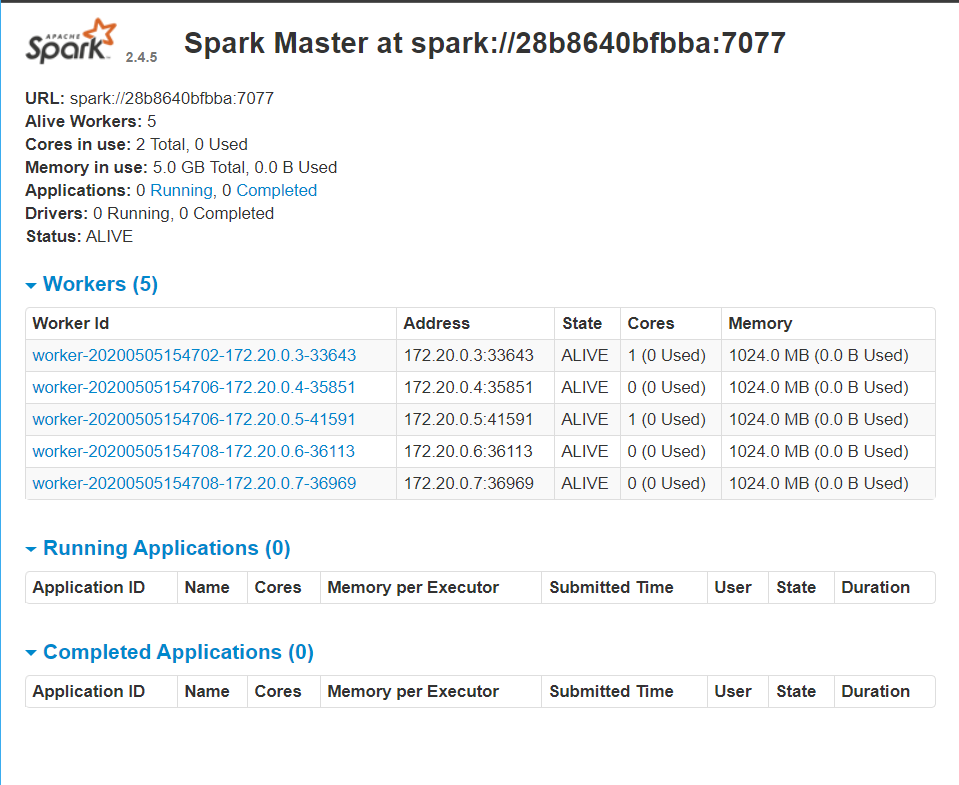 APACHE
Spark 2.4.5 Spark Master at spark://28b8640bfbba:7077
URL: spark://28b8640bfbba:7077
Alive Workers: 5
Cores in use: 2 Total, 0 Used
Memory in use: 5.0 GB Total, 0.0 B Used
Applications: 0 Running, 0 Completed
Drivers: 0 Running, 0 Completed
Status: ALIVE
Workers (5)
Worker Id Address State Cores Memory
worker-20200505154702-172.20.0.3-33643 172.20.0.3:33643 ALIVE 1 (0 Used) 1024.0 MB (0.0 B Used)
worker-20200505154706-172.20.0.4-35851 172.20.0.4:35851 ALIVE 0 (0 Used) 1024.0 MB (0.0 B Used)
worker-20200505154706-172.20.0.5-41591 172.20.0.5:41591 ALIVE 1 (0 Used) 1024.0 MB (0.0 B Used)
worker-20200505154708-172.20.0.6-36113 172.20.0.6:36113 ALIVE 0 (0 Used) 1024.0 MB (0.0 B Used)
worker-20200505154708-172.20.0.7-36969 172.20.0.7:36969 ALIVE 0 (0 Used) 1024.0 MB (0.0 B Used)
Running Applications (0)
Application ID Name Cores Memory per Executor Submitted Time User State Duration
Completed Applications (0)
Application ID Name Cores Memory per Executor Submitted Time User State Duration